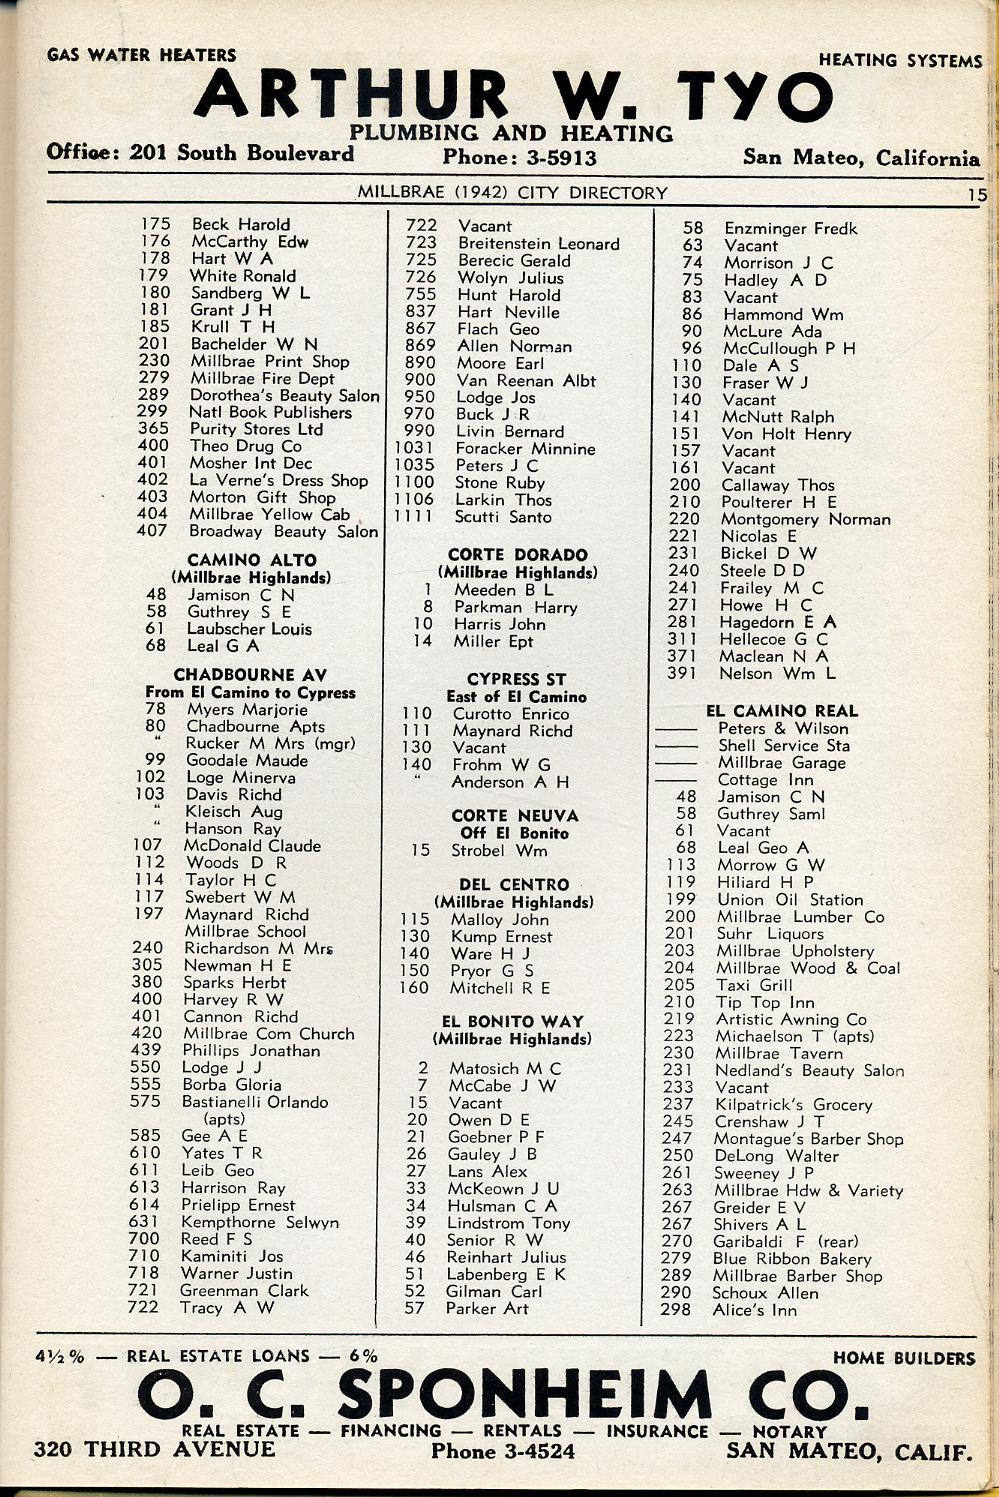 GAS WATER HEATERS
HEATING SYSTEMS
ARTHUR W. TYO
PLUMBING AND HEATING
Office: 201 South Boulevard Phone: 3-5913 San Mateo, California
MILLBRAE (1942) CITY DIRECTORY 15
175 Beck Harold
176 McCarthy Edw
178 Hart W A
179 White Ronald
180 Sandberg W L
181 Grant J H
185 Krull T H
201 Bachelder W N
230 Millbrae Print Shop
279 Millbrae Fire Dept
289 Dorothea's Beauty Salon
299 Natl Book Publishers
365 Purity Stores Ltd
400 Theo Drug Co
401 Mosher Int Dec
402 La Verne's Dress Shop
403 Morton Gift Shop
404 Millbrae Yellow Cab
407 Broadway Beauty Salon
CAMINO ALTO
(Millbrae Highlands)
48 Jamison C N
58 Guthrey S E
61 Laubscher Louis
68 Leal G A
CHADBOURNE AV
From El Camino to Cypress
78 Myers Marjorie
80 Chadbourne Apts
" Rucker M Mrs (mgr)
99 Goodale Maude
102 Loge Minerva
103 Davis Richd
" Kleisch Aug
" Hanson Ray
107 McDonald Claude
112 Woods D R
114 Taylor H C
117 Swebert W M
197 Maynard Richd
Millbrae School
240 Richardson M Mrs
305 Newman H E
380 Sparks Herbt
400 Harvey R W
401 Cannon Richd
420 Millbrae Com Church
439 Phillips Jonathan
550 Lodge J J
555 Borba Gloria
575 Bastianelli Orlando
(apts)
585 Gee A E
610 Yates T R
611 Leib Geo
613 Harrison Ray
614 Prielipp Ernest
631 Kempthorne Selwyn
700 Reed F S
710 Kaminiti Jos
718 Warner Justin
721 Greenman Clark
722 Tracy A W
722 Vacant
723 Breitenstein Leonard
725 Berecic Gerald
726 Wolyn Julius
755 Hunt Harold
837 Hart Neville
867 Flach Geo
869 Allen Norman
890 Moore Earl
900 Van Reenan Albt
950 Lodge Jos
970 Buck J R
990 Livin Bernard
1031 Foracker Minnine
1035 Peters J C
1100 Stone Ruby
1106 Larkin Thos
1111 Scutti Santo
CORTE DORADO
(Millbrae Highlands)
1 Meeden B L
8 Parkman Harry
10 Harris John
14 Miller Ept
CYPRESS ST
East of El Camino
110 Curotto Enrico
111 Maynard Richd
130 Vacant
140 Frohm W G
" Anderson A H
CORTE NEUVA
Off El Bonito
15 Strobel Wm
DEL CENTRO
(Millbrae Highlands)
115 Malloy John
130 Kump Ernest
140 Ware H J
150 Pryor G S
160 Mitchell R E
EL BONITO WAY
(Millbrae Highlands)
2 Matosich M C
7 McCabe J W
15 Vacant
20 Owen D E
21 Goebner P F
26 Gauley J B
27 Lans Alex
33 McKeown J U
34 Hulsman C A
39 Lindstrom Tony
40 Senior R W
46 Reinhart Julius
51 Labenberg E K
52 Gilman Carl
57 Parker Art
58 Enzminger Fredk
63 Vacant
74 Morrison J C
75 Hadley A D
83 Vacant
86 Hammond Wm
90 McLure Ada
96 McCullough P H
110 Dale A S
130 Fraser W J
140 Vacant
141 McNutt Ralph
151 Von Holt Henry
157 Vacant
161 Vacant
200 Callaway Thos
210 Poulterer H E
220 Montgomery Norman
221 Nicolas E
231 Bickel D W
240 Steele D D
241 Frailey M C
271 Howe H C
281 Hagedorn E A
311 Hellecoe G C
371 Maclean N A
391 Nelson Wm L
EL CAMINO REAL
—— Peters & Wilson
—— Shell Service Sta
—— Millbrae Garage
—— Cottage Inn
48 Jamison C N
58 Guthrey Saml
61 Vacant
68 Leal Geo A
113 Morrow G W
119 Hiliard H P
199 Union Oil Station
200 Millbrae Lumber Co
201 Suhr Liquors
203 Millbrae Upholstery
204 Millbrae Wood & Coal
205 Taxi Grill
210 Tip Top Inn
219 Artistic Awning Co
223 Michaelson T (apts)
230 Millbrae Tavern
231 Nedland's Beauty Salon
233 Vacant
237 Kilpatrick's Grocery
245 Crenshaw J T
247 Montague's Barber Shop
250 DeLong Walter
261 Sweeney J P
263 Millbrae Hdw & Variety
267 Greider E V
267 Shivers A L
270 Garibaldi F (rear)
279 Blue Ribbon Bakery
289 Millbrae Barber Shop
290 Schoux Allen
298 Alice's Inn
4½% — REAL ESTATE LOANS — 6%
HOME BUILDERS
O. C. SPONHEIM CO.
REAL ESTATE — FINANCING — RENTALS — INSURANCE — NOTARY
320 THIRD AVENUE Phone 3-4524 SAN MATEO, CALIF.